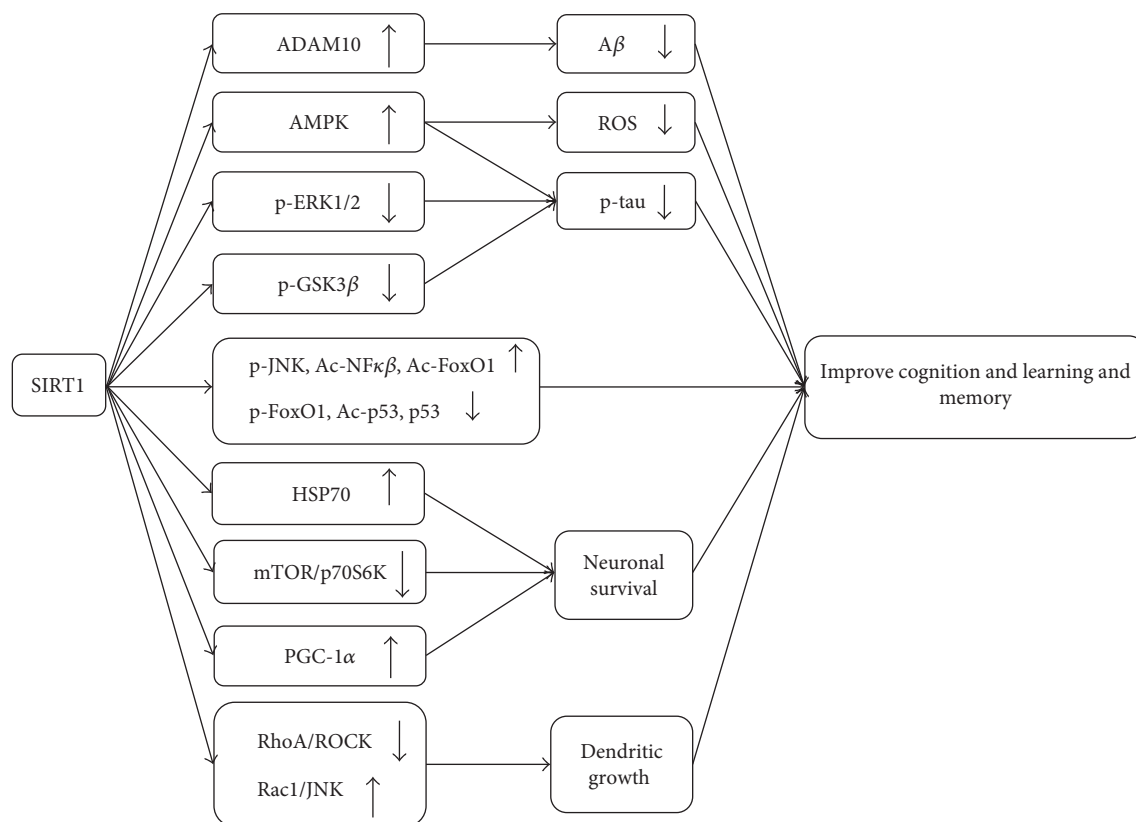 ADAM10
Aβ
AMPK
ROS
p-ERK1/2
p-tau
p-GSK3β
SIRT1
p-JNK, Ac-NFκβ, Ac-FoxO1
p-FoxO1, Ac-p53, p53
Improve cognition and learning and
memory
HSP70
mTOR/p70S6K
Neuronal
survival
PGC-1α
RhoA/ROCK
Rac1/JNK
Dendritic
growth